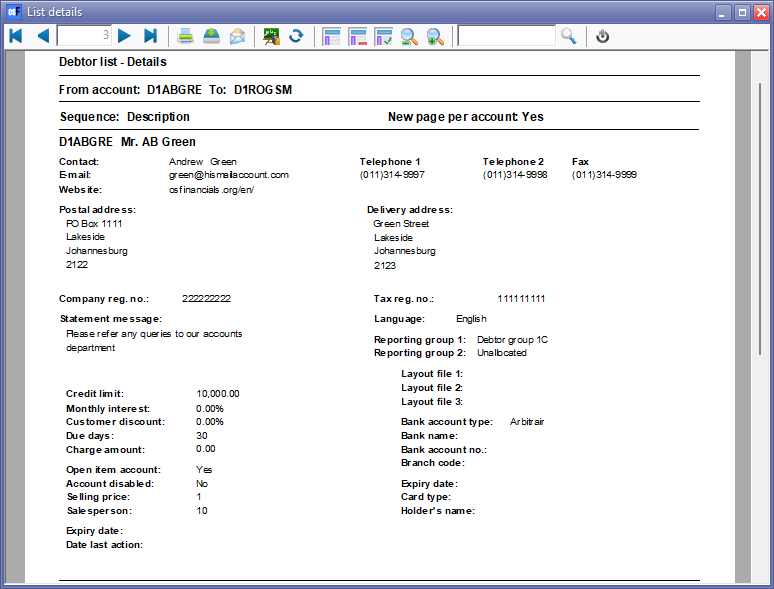 List details
3
Debtor list - Details
From account: D1ABGRE To: D1ROGSM
Sequence: Description New page per account: Yes
D1ABGRE Mr. AB Green
Contact: Andrew Green Telephone 1 Telephone 2 Fax
E-mail: green@hismailaccount.com (011)314-9997 (011)314-9998 (011)314-9999
Website: osfinancials.org/en/
Postal address: Delivery address:
PO Box 1111 Green Street
Lakeside Lakeside
Johannesburg Johannesburg
2122 2123
Company reg. no.: 222222222 Tax reg. no.: 111111111
Statement message: Language: English
Please refer any queries to our accounts
department
Reporting group 1: Debtor group 1C
Reporting group 2: Unallocated
Layout file 1:
Layout file 2:
Layout file 3:
Credit limit: 10,000.00
Monthly interest: 0.00%
Customer discount: 0.00% Bank account type: Arbitrair
Due days: 30 Bank name:
Charge amount: 0.00 Bank account no.:
Branch code:
Open item account: Yes
Account disabled: No Expiry date:
Selling price: 1 Card type:
Salesperson: 10 Holder's name:
Expiry date:
Date last action: